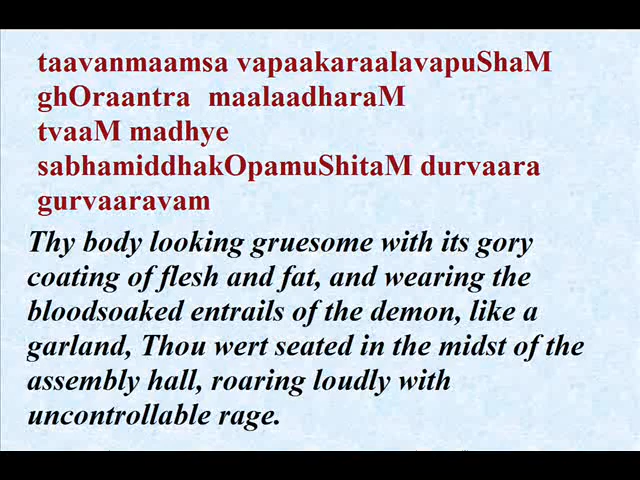 taavanmaamsa vapaakaraalavapuShaM
ghOraantra maalaadharaM
tvaaM madhye
sabhamiddhakOpamuShitaM durvaara
gurvaaravam
Thy body looking gruesome with its gory
coating of flesh and fat, and wearing the
bloodsoaked entrails of the demon, like a
garland, Thou wert seated in the midst of the
assembly hall, roaring loudly with
uncontrollable rage.